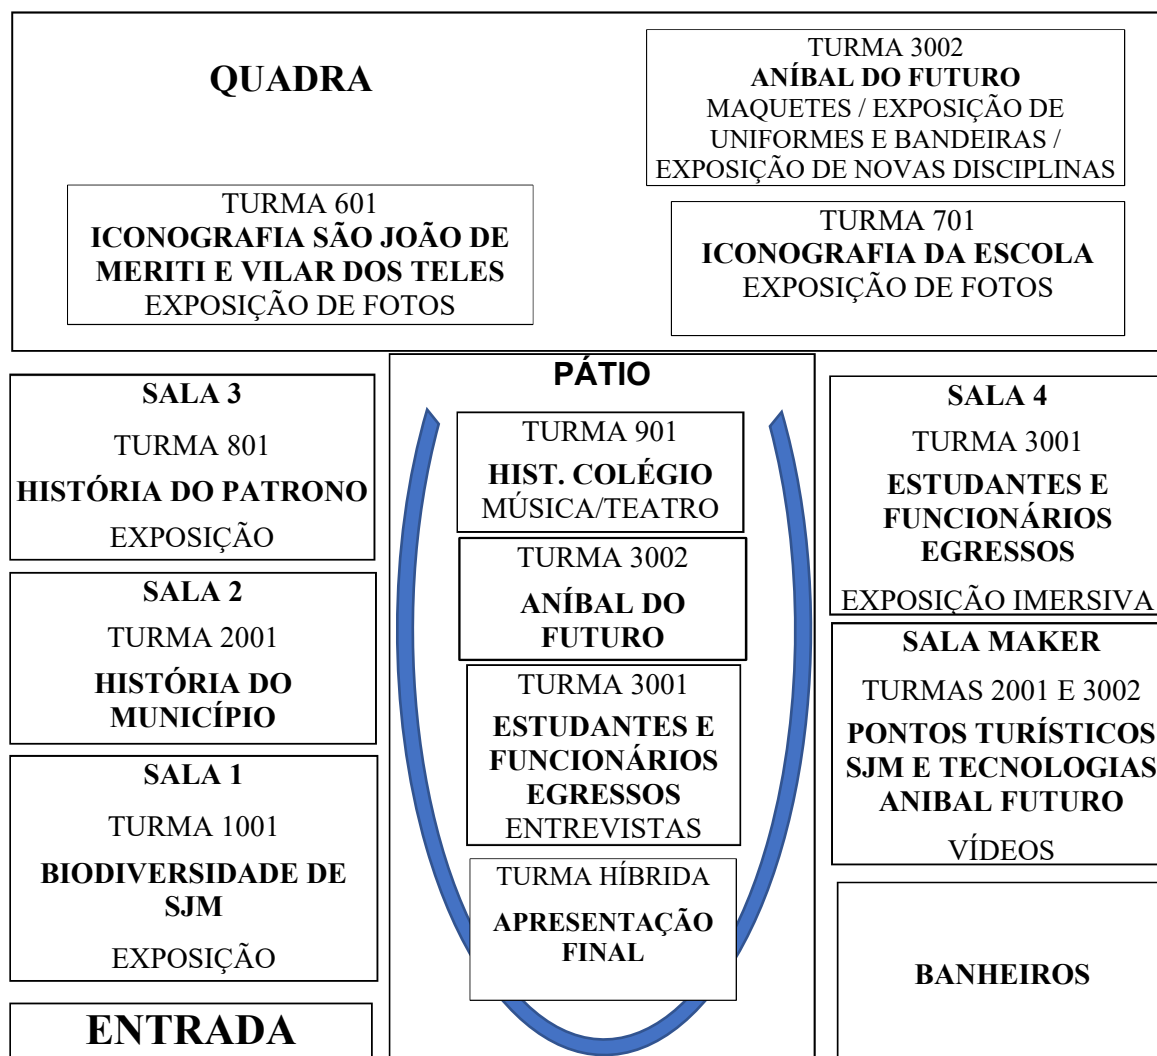 QUADRA
TURMA 3002
ANÍBAL DO FUTURO
MAQUETES / EXPOSIÇÃO DE
UNIFORMES E BANDEIRAS /
EXPOSIÇÃO DE NOVAS DISCIPLINAS
TURMA 601
ICONOGRAFIA SÃO JOÃO DE
MERITI E VILAR DOS TELES
EXPOSIÇÃO DE FOTOS
TURMA 701
ICONOGRAFIA DA ESCOLA
EXPOSIÇÃO DE FOTOS
SALA 3
TURMA 801
HISTÓRIA DO PATRONO
EXPOSIÇÃO
SALA 2
TURMA 2001
HISTÓRIA DO
MUNICÍPIO
SALA 1
TURMA 1001
BIODIVERSIDADE DE
SJM
EXPOSIÇÃO
ENTRADA
PÁTIO
TURMA 901
HIST. COLÉGIO
MÚSICA/TEATRO
TURMA 3002
ANÍBAL DO
FUTURO
TURMA 3001
ESTUDANTES E
FUNCIONÁRIOS
EGRESSOS
ENTREVISTAS
TURMA HÍBRIDA
APRESENTAÇÃO
FINAL
SALA 4
TURMA 3001
ESTUDANTES E
FUNCIONÁRIOS
EGRESSOS
EXPOSIÇÃO IMERSIVA
SALA MAKER
TURMAS 2001 E 3002
PONTOS TURÍSTICOS
SJM E TECNOLOGIAS
ANIBAL FUTURO
VÍDEOS
BANHEIROS